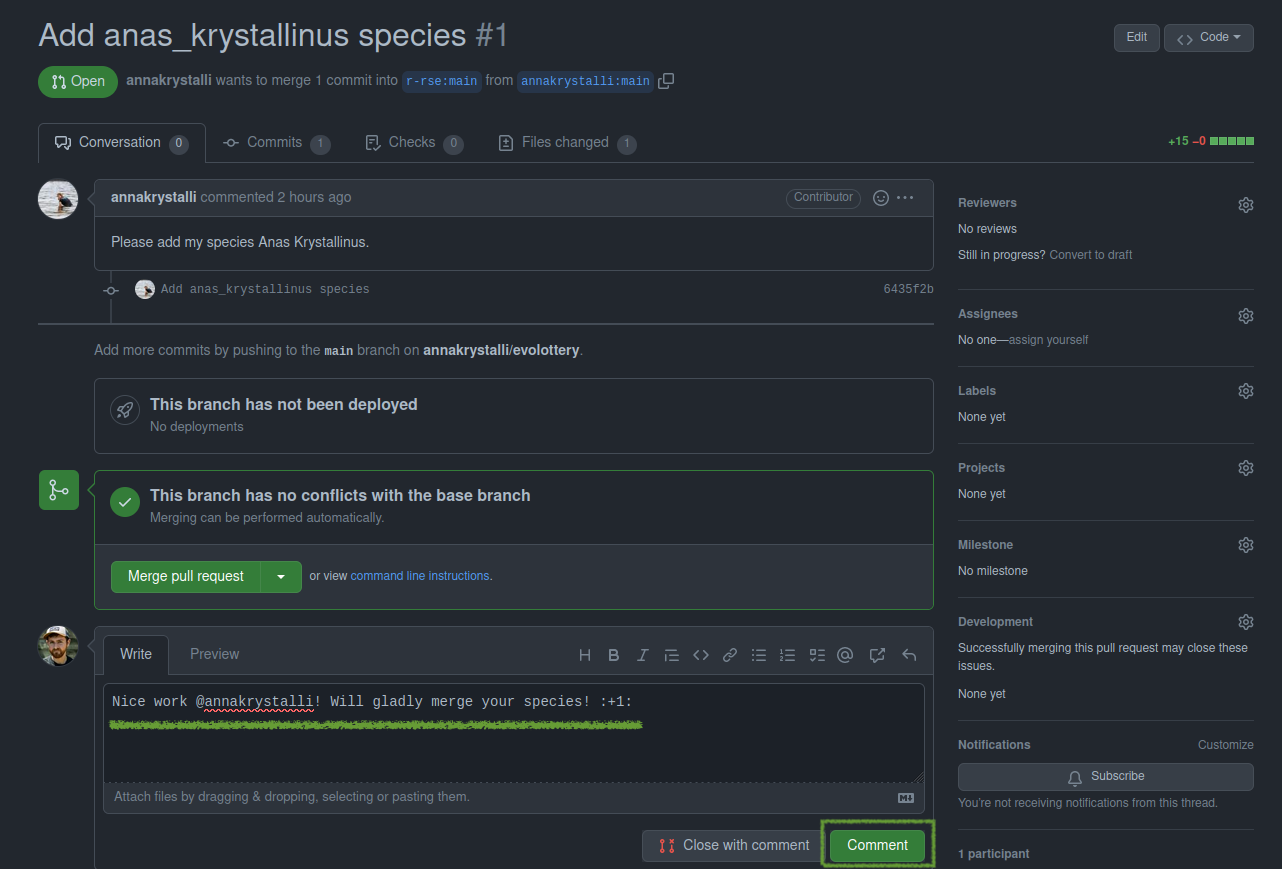 Add anas_krystallinus species #1
Edit
Code
Open
annakrystalli wants to merge 1 commit into r-rse:main from annakrystalli:main
Conversation 0
Commits 1
Checks 0
Files changed 1
+15 −0
annakrystalli commented 2 hours ago
Contributor
Please add my species Anas Krystallinus.
Add anas_krystallinus species
6435f2b
Add more commits by pushing to the main branch on annakrystalli/evolottery.
This branch has not been deployed
No deployments
This branch has no conflicts with the base branch
Merging can be performed automatically.
Merge pull request
or view command line instructions.
Write
Preview
Nice work @annakrystalli! Will gladly merge your species! :+1:
Attach files by dragging & dropping, selecting or pasting them.
Close with comment
Comment
Reviewers
No reviews
Still in progress? Convert to draft
Assignees
No one—assign yourself
Labels
None yet
Projects
None yet
Milestone
No milestone
Development
Successfully merging this pull request may close these
issues.
None yet
Notifications
Customize
Subscribe
You're not receiving notifications from this thread.
1 participant